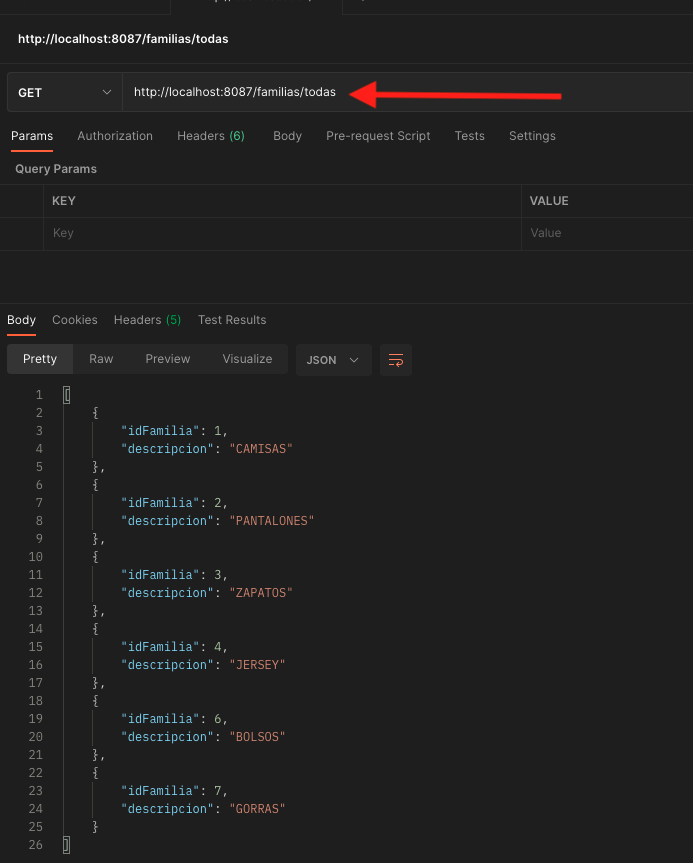 http://localhost:8087/familias/todas
GET http://localhost:8087/familias/todas
Params Authorization Headers (6) Body Pre-request Script Tests Settings
Query Params
KEY VALUE
Key Value
Body Cookies Headers (5) Test Results
Pretty Raw Preview Visualize JSON
1 [
2 {
3 "idFamilia": 1,
4 "descripcion": "CAMISAS"
5 },
6 {
7 "idFamilia": 2,
8 "descripcion": "PANTALONES"
9 },
10 {
11 "idFamilia": 3,
12 "descripcion": "ZAPATOS"
13 },
14 {
15 "idFamilia": 4,
16 "descripcion": "JERSEY"
17 },
18 {
19 "idFamilia": 6,
20 "descripcion": "BOLSOS"
21 },
22 {
23 "idFamilia": 7,
24 "descripcion": "GORRAS"
25 }
26 ]